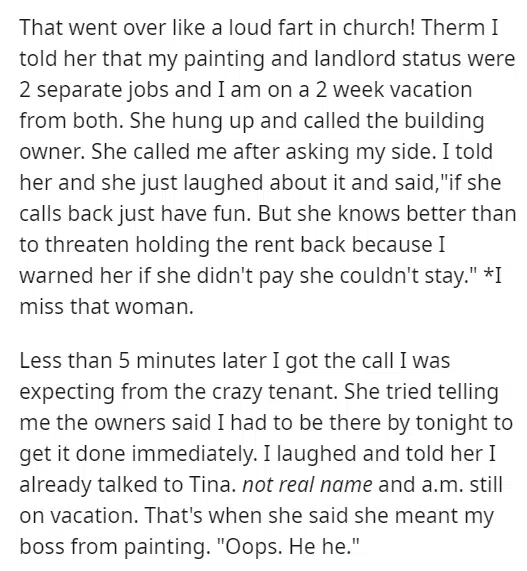 That went over like a loud fart in church! Therm I
told her that my painting and landlord status were
2 separate jobs and I am on a 2 week vacation
from both. She hung up and called the building
owner. She called me after asking my side. I told
her and she just laughed about it and said,"if she
calls back just have fun. But she knows better than
to threaten holding the rent back because I
warned her if she didn't pay she couldn't stay." *I
miss that woman.
Less than 5 minutes later I got the call I was
expecting from the crazy tenant. She tried telling
me the owners said I had to be there by tonight to
get it done immediately. I laughed and told her I
already talked to Tina. not real name and a.m. still
on vacation. That's when she said she meant my
boss from painting. "Oops. He he."